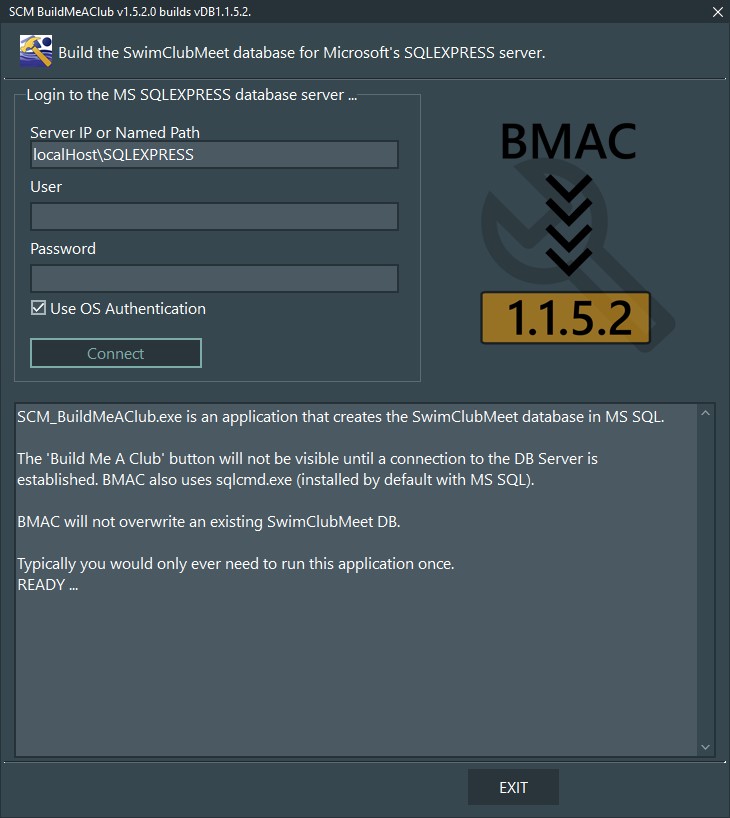 SCM BuildMeAClub v1.5.2.0 builds vDB1.1.5.2.
Build the SwimClubMeet database for Microsoft's SQLEXPRESS server.
Login to the MS SQLEXPRESS database server ...
Server IP or Named Path
localHost\SQLEXPRESS
User
Password
Use OS Authentication
Connect
BMAC
1.1.5.2
SCM_BuildMeAClub.exe is an application that creates the SwimClubMeet database in MS SQL.
The 'Build Me A Club' button will not be visible until a connection to the DB Server is
established. BMAC also uses sqlcmd.exe (installed by default with MS SQL).
BMAC will not overwrite an existing SwimClubMeet DB.
Typically you would only ever need to run this application once.
READY ...
EXIT